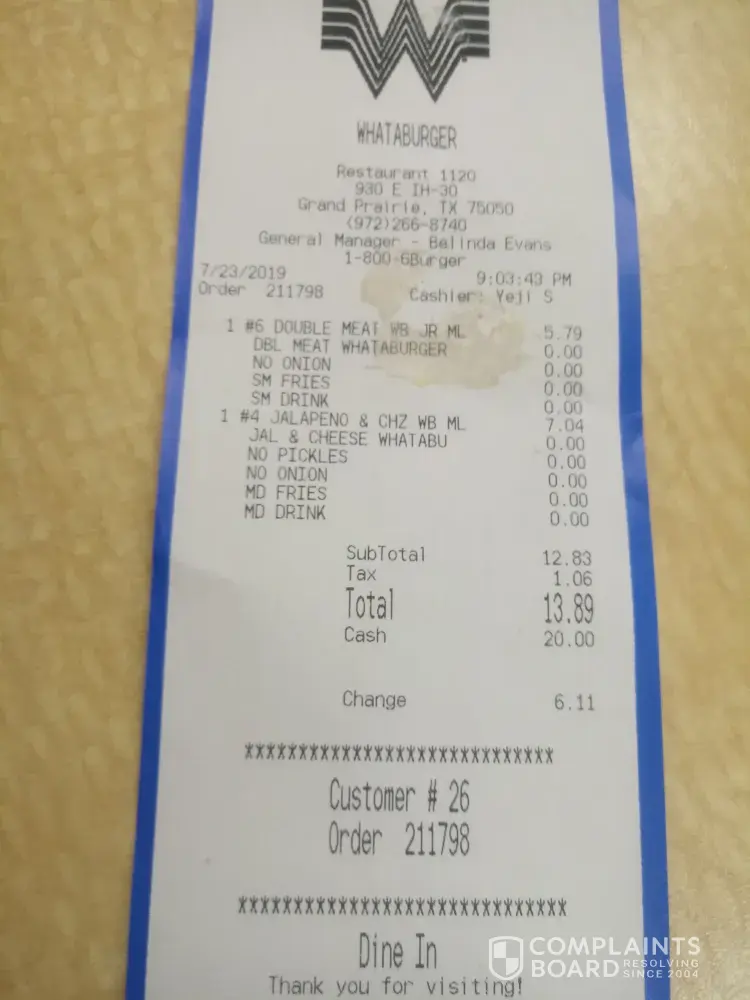 WHATABURGER
Restaurant 1120
930 E IH-30
Grand Prairie, TX 75050
(972)266-8740
General Manager - Belinda Evans
1-800-6Burger
7/23/2019 9:03:43 PM
Order 211798 Cashier: Yeji S
1 #6 DOUBLE MEAT WB JR ML 5.79
DBL MEAT WHATABURGER 0.00
NO ONION 0.00
SM FRIES 0.00
SM DRINK 0.00
1 #4 JALAPENO & CHZ WB ML 7.04
JAL & CHEESE WHATABU 0.00
NO PICKLES 0.00
NO ONION 0.00
MD FRIES 0.00
MD DRINK 0.00
SubTotal 12.83
Tax 1.06
Total 13.89
Cash 20.00
Change 6.11
*****************************
Customer # 26
Order 211798
*****************************
Dine In
Thank you for visiting!
COMPLAINTS
BOARD RESOLVING
SINCE 2004